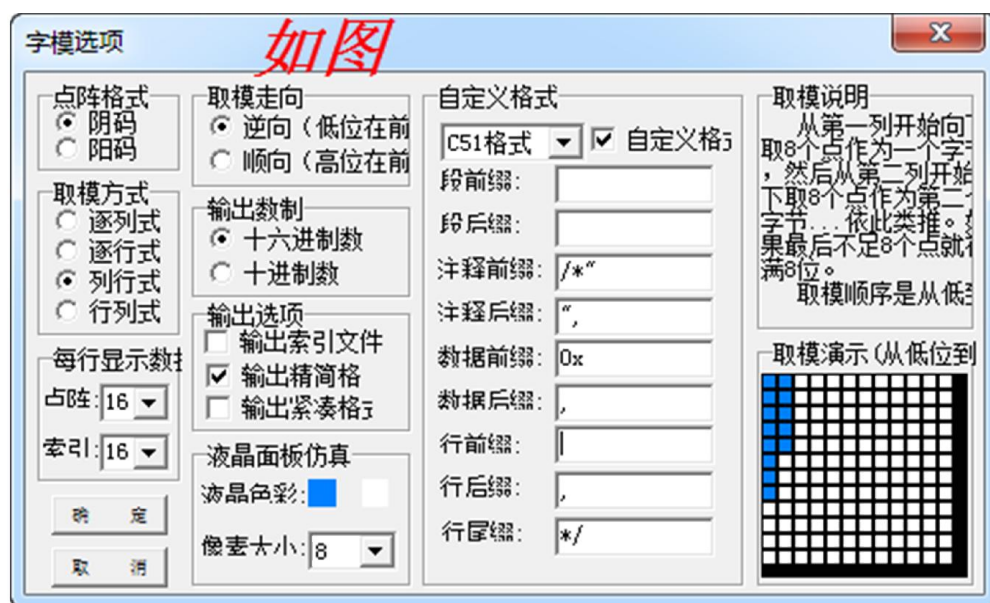 字模选项
如图
点阵格式
阴码
阳码
取模方式
逐列式
逐行式
列行式
行列式
每行显示数
点阵:
16
索引:
16
确 定
取 消
取模走向
逆向（低位在前
顺向（高位在前
输出数制
十六进制数
十进制数
输出选项
输出索引文件
输出精简格
输出紧凑格
液晶面板仿真
液晶色彩:
像素大小:
8
自定义格式
C51格式
自定义格
段前缀:
段后缀:
注释前缀:
/*"
注释后缀:
",
数据前缀:
0x
数据后缀:
,
行前缀:
行后缀:
,
行尾缀:
*/
取模说明
从第一列开始向
取8个点作为一个字
，然后从第二列开始
下取8个点作为第二
字节...依此类推。
果最后不足8个点就
满8位。
取模顺序是从低
取模演示(从低位到